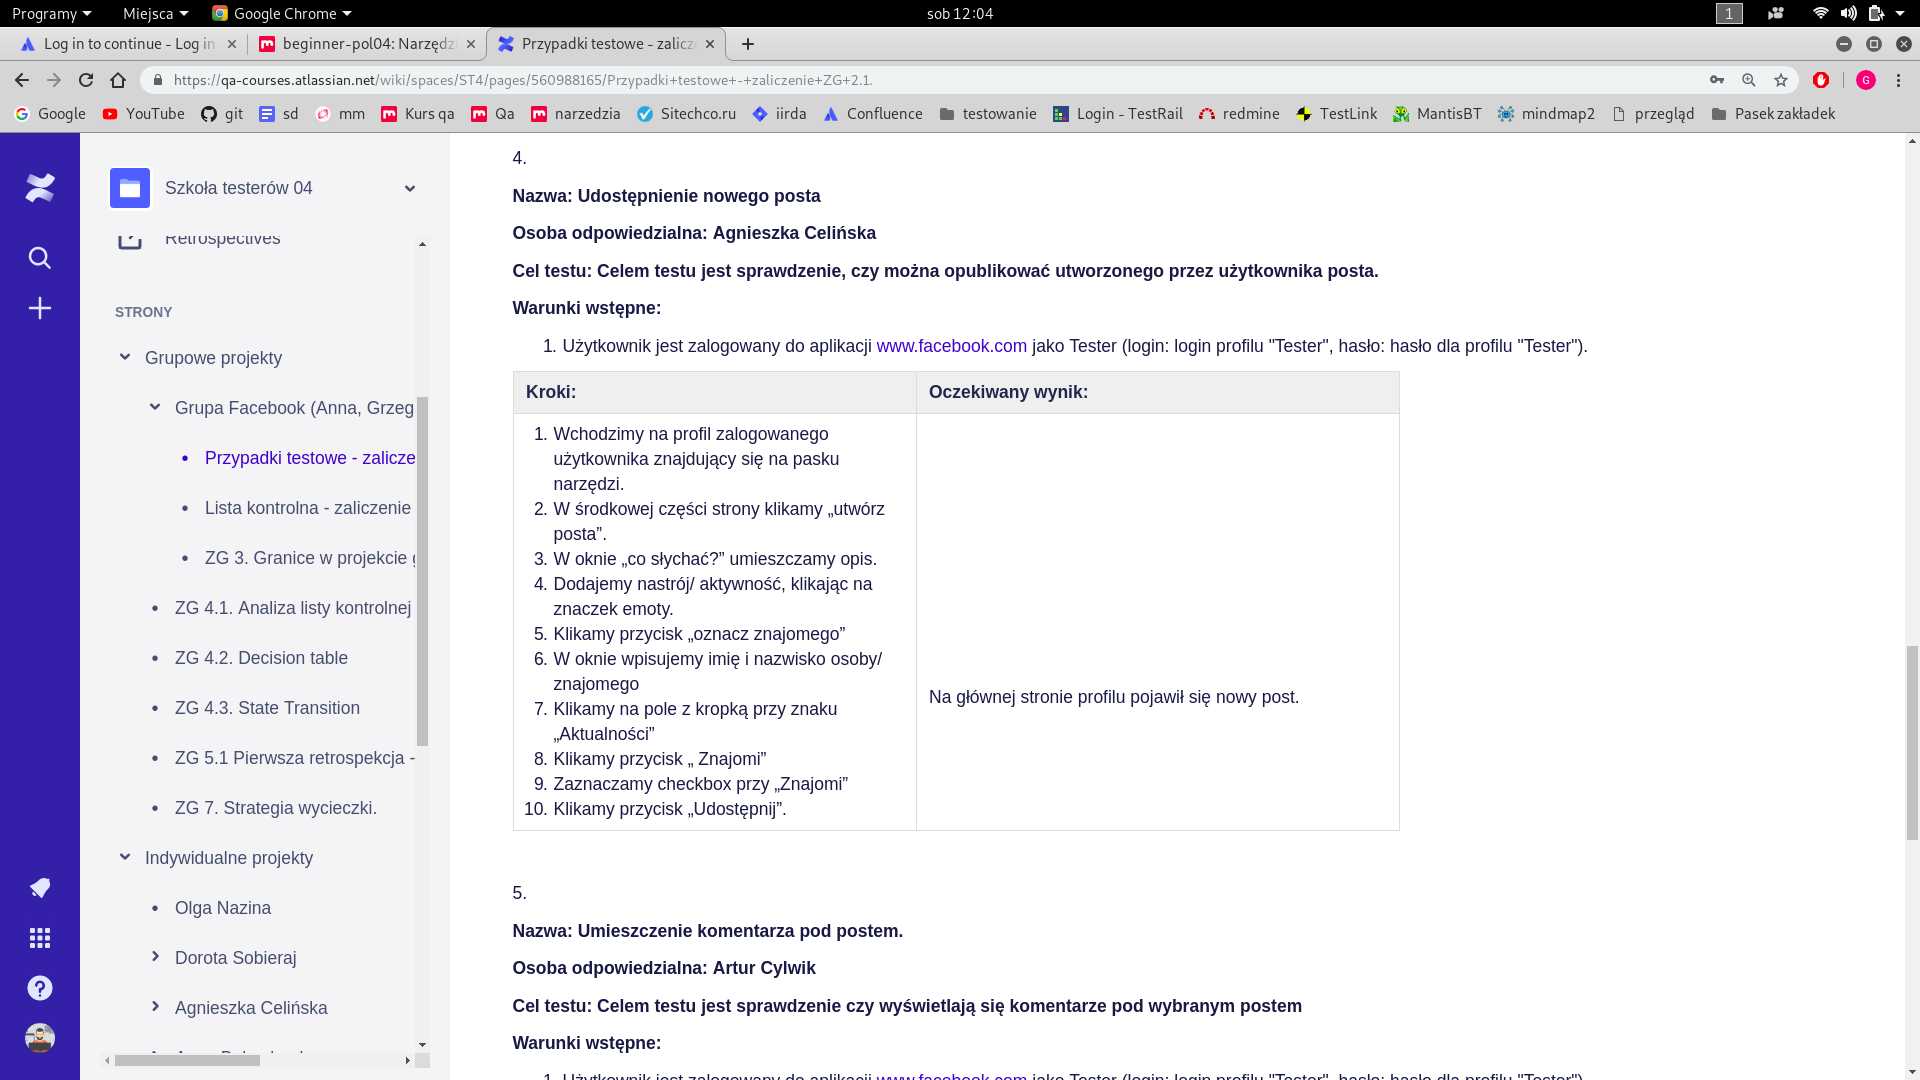 Programy Miejsca Google Chrome sob 12:04 1
Log in to continue - Log in
beginner-pol04: Narzędzi
Przypadki testowe - zalicze
https://qa-courses.atlassian.net/wiki/spaces/ST4/pages/560988165/Przypadki+testowe+-+zaliczenie+ZG+2.1.
G
Google YouTube git sd mm Kurs qa Qa narzedzia Sitechco.ru iirda Confluence testowanie Login - TestRail redmine TestLink MantisBT mindmap2 przegląd Pasek zakładek
Szkoła testerów 04
Retrospectives
STRONY
Grupowe projekty
Grupa Facebook (Anna, Grzeg
Przypadki testowe - zalicze
Lista kontrolna - zaliczenie
ZG 3. Granice w projekcie g
ZG 4.1. Analiza listy kontrolnej
ZG 4.2. Decision table
ZG 4.3. State Transition
ZG 5.1 Pierwsza retrospekcja -
ZG 7. Strategia wycieczki.
Indywidualne projekty
Olga Nazina
Dorota Sobieraj
Agnieszka Celińska
4.
Nazwa: Udostępnienie nowego posta
Osoba odpowiedzialna: Agnieszka Celińska
Cel testu: Celem testu jest sprawdzenie, czy można opublikować utworzonego przez użytkownika posta.
Warunki wstępne:
1. Użytkownik jest zalogowany do aplikacji www.facebook.com jako Tester (login: login profilu "Tester", hasło: hasło dla profilu "Tester").
Kroki:
Oczekiwany wynik:
1. Wchodzimy na profil zalogowanego
użytkownika znajdujący się na pasku
narzędzi.
2. W środkowej części strony klikamy „utwórz
posta”.
3. W oknie „co słychać?” umieszczamy opis.
4. Dodajemy nastrój/ aktywność, klikając na
znaczek emoty.
5. Klikamy przycisk „oznacz znajomego”
6. W oknie wpisujemy imię i nazwisko osoby/
znajomego
7. Klikamy na pole z kropką przy znaku
„Aktualności”
8. Klikamy przycisk „ Znajomi”
9. Zaznaczamy checkbox przy „Znajomi”
10. Klikamy przycisk „Udostępnij”.
Na głównej stronie profilu pojawił się nowy post.
5.
Nazwa: Umieszczenie komentarza pod postem.
Osoba odpowiedzialna: Artur Cylwik
Cel testu: Celem testu jest sprawdzenie czy wyświetlają się komentarze pod wybranym postem
Warunki wstępne:
1. Użytkownik jest zalogowany do aplikacji www.facebook.com jako Tester (login: login profilu "Tester", hasło: hasło dla profilu "Tester")